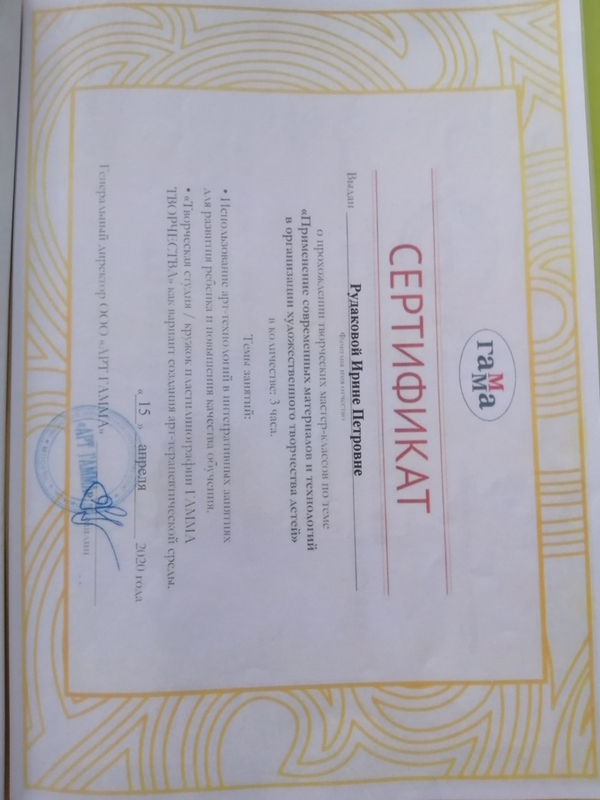 гамма
СЕРТИФИКАТ
Выдан Рудаковой Ирине Петровне
Фамилия имя отчество
о прохождении творческих мастер-классов по теме
«Применение современных материалов и технологий
в организации художественного творчества детей»
в количестве: 3 часа.
Темы занятий:
• Использование арт-технологий в интегративных занятиях
для развития ребенка и повышения качества обучения.
• «Творческая студия / кружок пластилинографии ГАММА
ТВОРЧЕСТВА» как вариант создания арт-терапевтической среды.
« 15 » апреля 2020 года
Генеральный директор ООО «АРТ ГАММА»
«АРТ ГАММА»